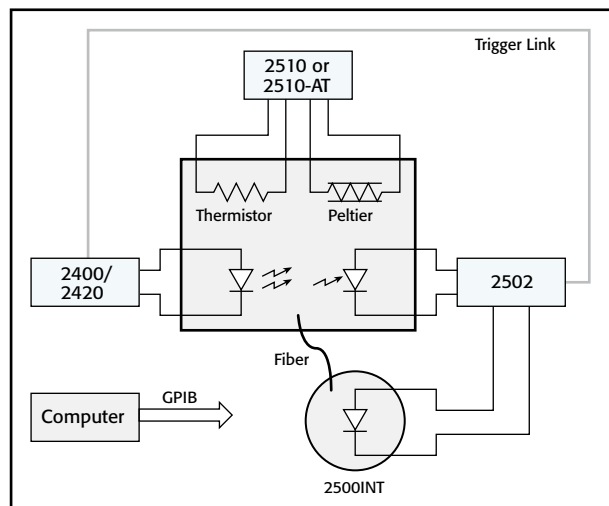 Trigger Link
2510 or
2510-AT
Thermistor
Peltier
2400/
2420
2502
Fiber
Computer
GPIB
2500INT